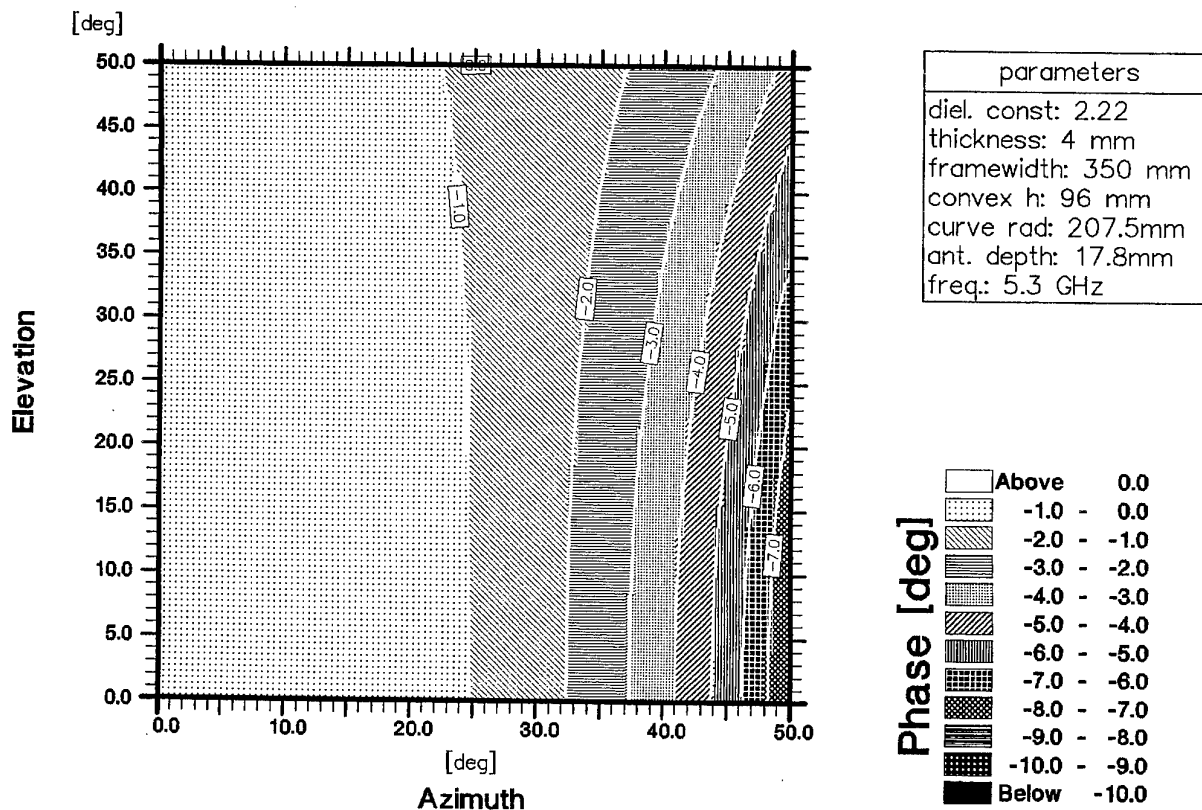 [deg]
50.0
45.0
40.0
35.0
30.0
25.0
20.0
15.0
10.0
5.0
0.0
Elevation
0.0
10.0
20.0
30.0
40.0
50.0
[deg]
Azimuth
0.0
-1.0
-2.0
-3.0
-4.0
-5.0
-6.0
-7.0
parameters
diel. const: 2.22
thickness: 4 mm
framewidth: 350 mm
convex h: 96 mm
curve rad: 207.5mm
ant. depth: 17.8mm
freq.: 5.3 GHz
Phase [deg]
Above 0.0
-1.0 - 0.0
-2.0 - -1.0
-3.0 - -2.0
-4.0 - -3.0
-5.0 - -4.0
-6.0 - -5.0
-7.0 - -6.0
-8.0 - -7.0
-9.0 - -8.0
-10.0 - -9.0
Below -10.0